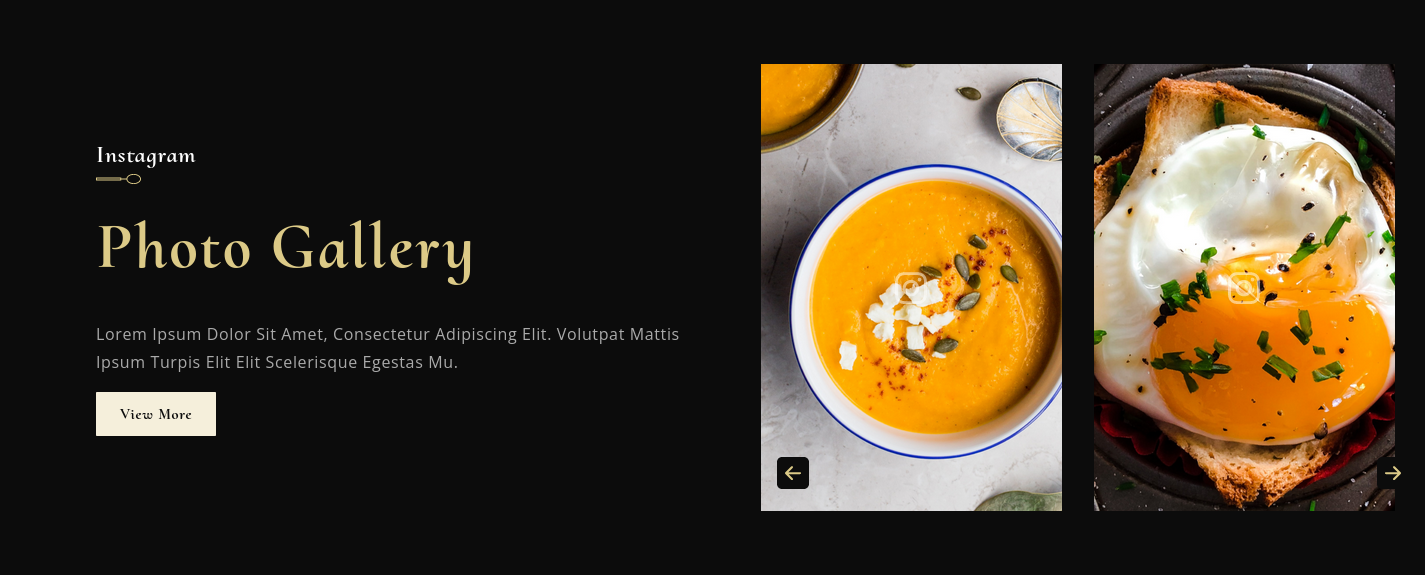 Instagram
Photo Gallery
Lorem Ipsum Dolor Sit Amet, Consectetur Adipiscing Elit. Volutpat Mattis
Ipsum Turpis Elit Elit Scelerisque Egestas Mu.
View More